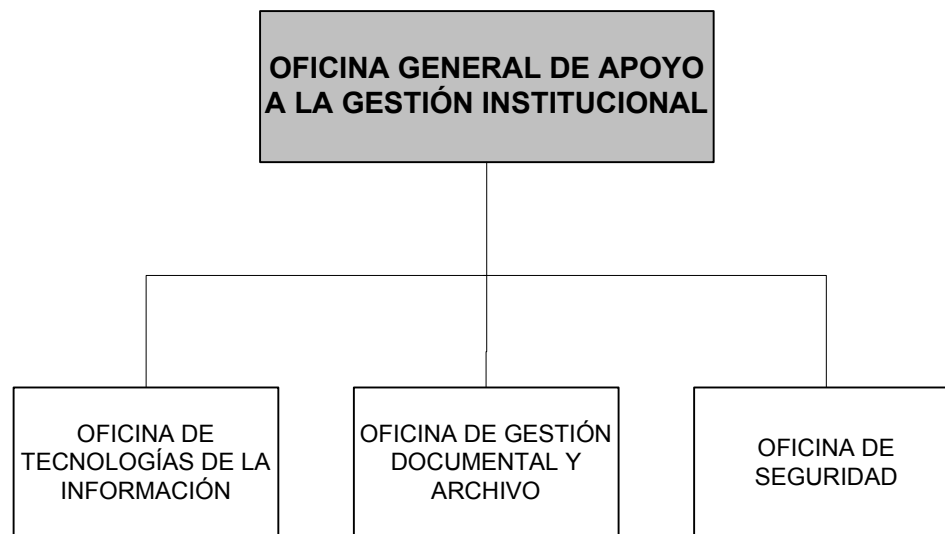 OFICINA GENERAL DE APOYO
A LA GESTIÓN INSTITUCIONAL
OFICINA DE
TECNOLOGÍAS DE LA
INFORMACIÓN
OFICINA DE GESTIÓN
DOCUMENTAL Y
ARCHIVO
OFICINA DE
SEGURIDAD